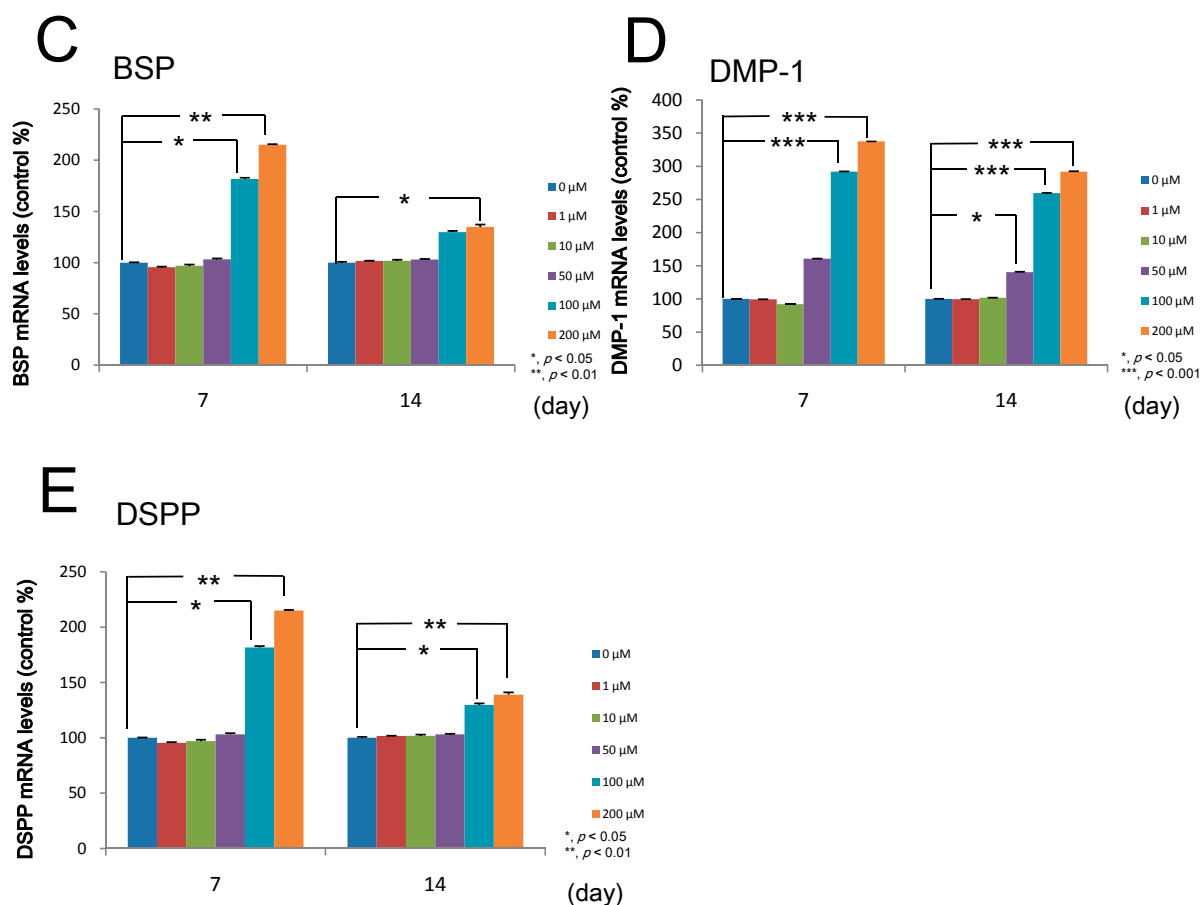 C
BSP
BSP mRNA levels (control %)
250
200
150
100
50
0
**
*
*
7
14
(day)
0 µM
1 µM
10 µM
50 µM
100 µM
200 µM
*, p < 0.05
**, p < 0.01
D
DMP-1
DMP-1 mRNA levels (control %)
400
350
300
250
200
150
100
50
0
***
***
***
***
*
7
14
(day)
0 µM
1 µM
10 µM
50 µM
100 µM
200 µM
*, p < 0.05
***, p < 0.001
E
DSPP
DSPP mRNA levels (control %)
250
200
150
100
50
0
**
*
**
*
7
14
(day)
0 µM
1 µM
10 µM
50 µM
100 µM
200 µM
*, p < 0.05
**, p < 0.01